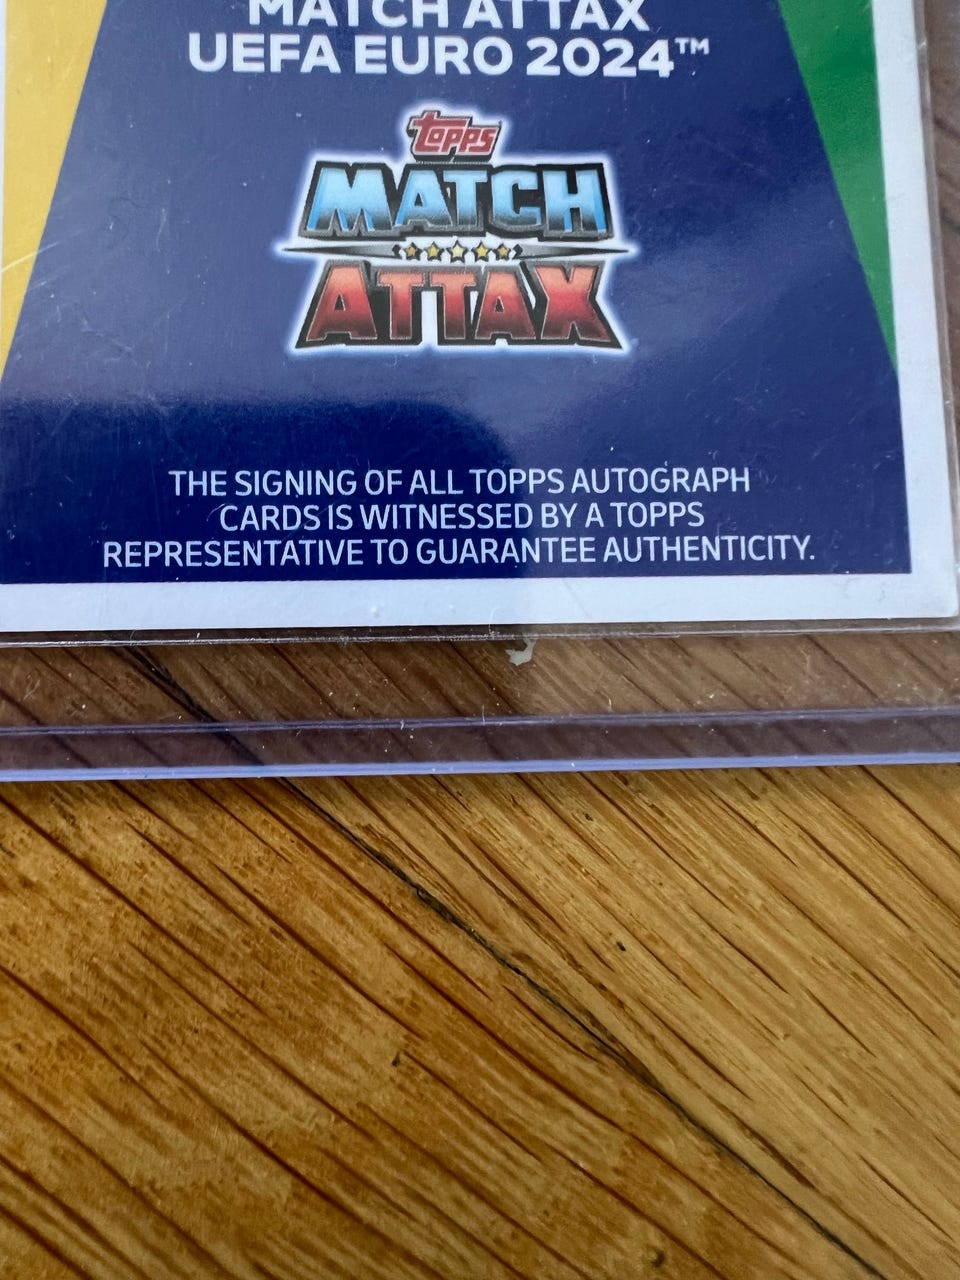 MATCH ATTAX
UEFA EURO 2024™
topps
MATCH
ATTAX
THE SIGNING OF ALL TOPPS AUTOGRAPH
CARDS IS WITNESSED BY A TOPPS
REPRESENTATIVE TO GUARANTEE AUTHENTICITY.